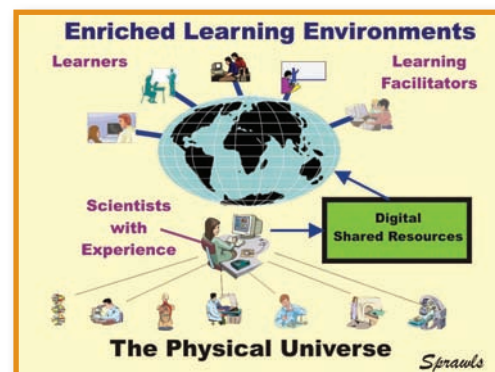 Enriched Learning Environments
Learners
Learning
Facilitators
Scientists
with
Experience
Digital
Shared Resources
The Physical Universe
Sprawls